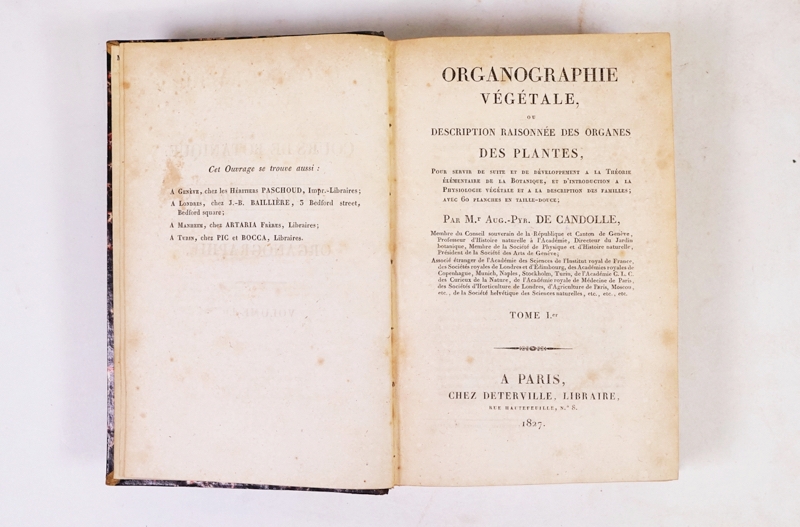 Cet Ouvrage se trouve aussi :
A Genève, chez les Héritiers PASCHOUD, Impr.-Libraires;
A Londres, chez J.-B. BAILLIÈRE, 3 Bedford street,
Bedford square;
A Manheim, chez ARTARIA Frères, Libraires;
A Turin, chez PIC et BOCCA, Libraires.
ORGANOGRAPHIE
VÉGÉTALE,
OU
DESCRIPTION RAISONNÉE DES ORGANES
DES PLANTES,
Pour servir de suite et de développement a la Théorie
élémentaire de la Botanique, et d'introduction a la
Physiologie végétale et a la description des familles;
avec 60 planches en taille-douce;
Par M.r Aug.-Pyr. DE CANDOLLE,
Membre du Conseil souverain de la République et Canton de Genève,
Professeur d'Histoire naturelle à l'Académie, Directeur du Jardin
botanique, Membre de la Société de Physique et d'Histoire naturelle,
Président de la Société des Arts de Genève;
Associé étranger de l'Académie des Sciences de l'Institut royal de France,
des Sociétés royales de Londres et d'Edimbourg, des Académies royales de
Copenhague, Munich, Naples, Stockholm, Turin, de l'Académie C. L. C.
des Curieux de la Nature, de l'Académie royale de Médecine de Paris,
des Sociétés d'Horticulture de Londres, d'Agriculture de Paris, Moscou,
etc., de la Société helvétique des Sciences naturelles, etc., etc., etc.
TOME I.er
A PARIS,
CHEZ DETERVILLE, LIBRAIRE,
RUE HAUTEFEUILLE, N.° 8.
1827.